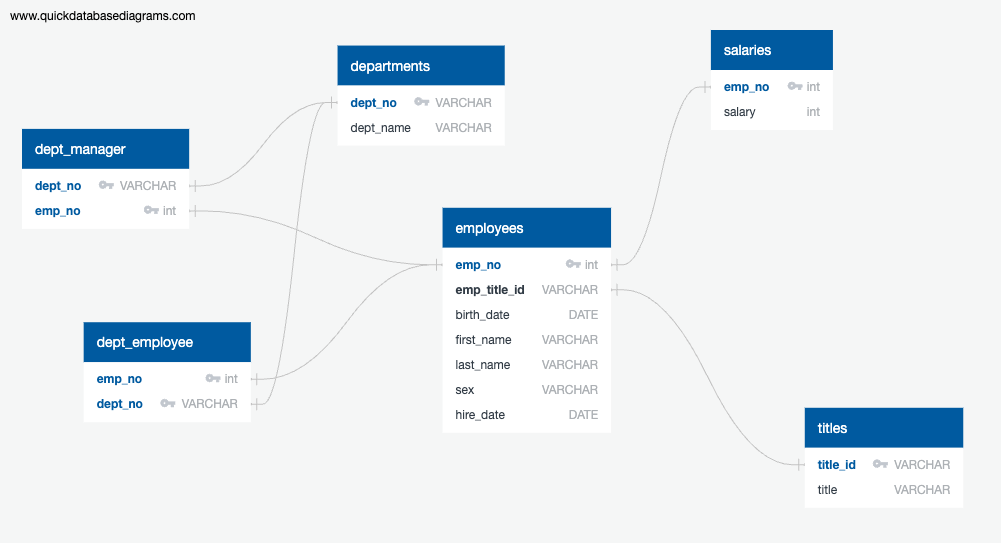 www.quickdatabasediagrams.com
departments
dept_no VARCHAR
dept_name VARCHAR
salaries
emp_no int
salary int
dept_manager
dept_no VARCHAR
emp_no int
employees
emp_no int
emp_title_id VARCHAR
birth_date DATE
first_name VARCHAR
last_name VARCHAR
sex VARCHAR
hire_date DATE
dept_employee
emp_no int
dept_no VARCHAR
titles
title_id VARCHAR
title VARCHAR